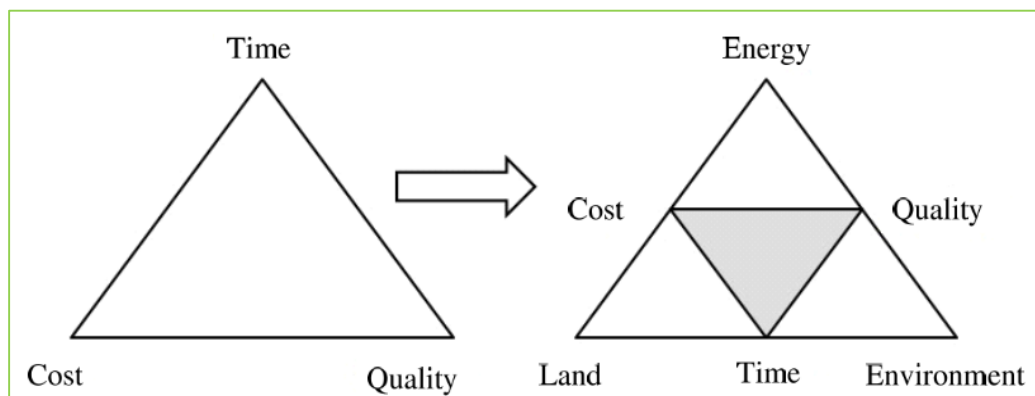 Time
Cost
Quality
Energy
Cost
Quality
Land
Time
Environment